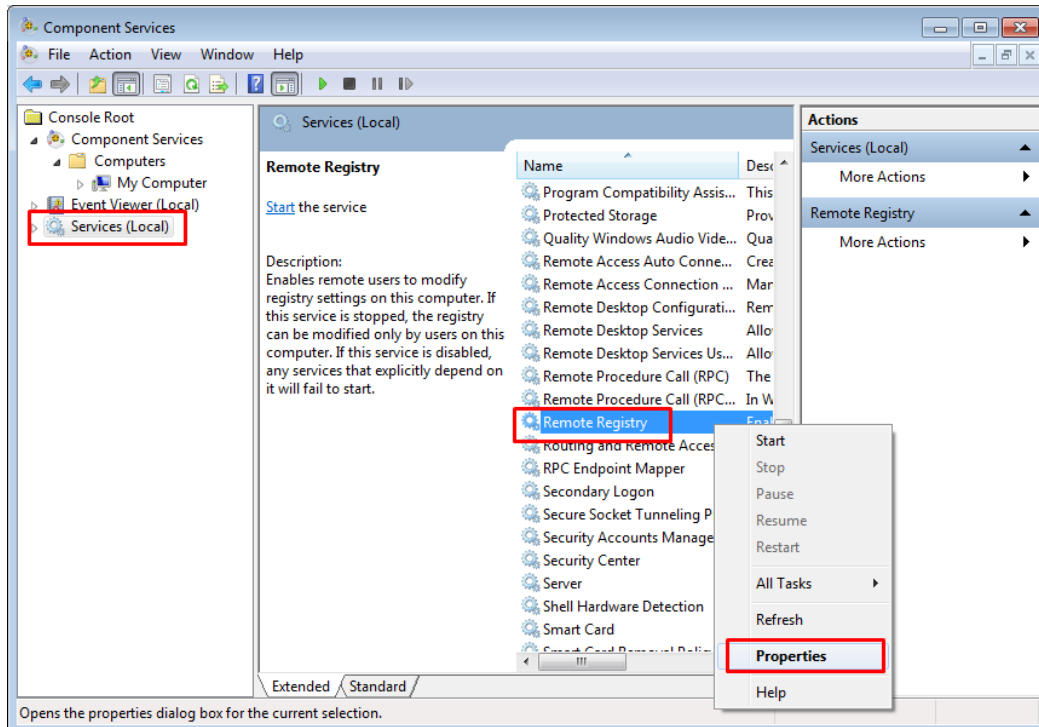 Component Services
File Action View Window Help
Console Root
Component Services
Computers
My Computer
Event Viewer (Local)
Services (Local)
Services (Local)
Remote Registry
Start the service
Description:
Enables remote users to modify
registry settings on this computer. If
this service is stopped, the registry
can be modified only by users on this
computer. If this service is disabled,
any services that explicitly depend on
it will fail to start.
Name Desc
Program Compatibility Assis... This
Protected Storage Prov
Quality Windows Audio Vide... Qua
Remote Access Auto Conne... Crea
Remote Access Connection ... Man
Remote Desktop Configurati... Rem
Remote Desktop Services Allo
Remote Desktop Services Us... Allo
Remote Procedure Call (RPC) The
Remote Procedure Call (RPC... In W
Remote Registry Enal
Routing and Remote Acces
RPC Endpoint Mapper
Secondary Logon
Secure Socket Tunneling P
Security Accounts Manage
Security Center
Server
Shell Hardware Detection
Smart Card
Smart Card Removal Polic
Extended Standard
Start
Stop
Pause
Resume
Restart
All Tasks
Refresh
Properties
Help
Actions
Services (Local)
More Actions
Remote Registry
More Actions
Opens the properties dialog box for the current selection.